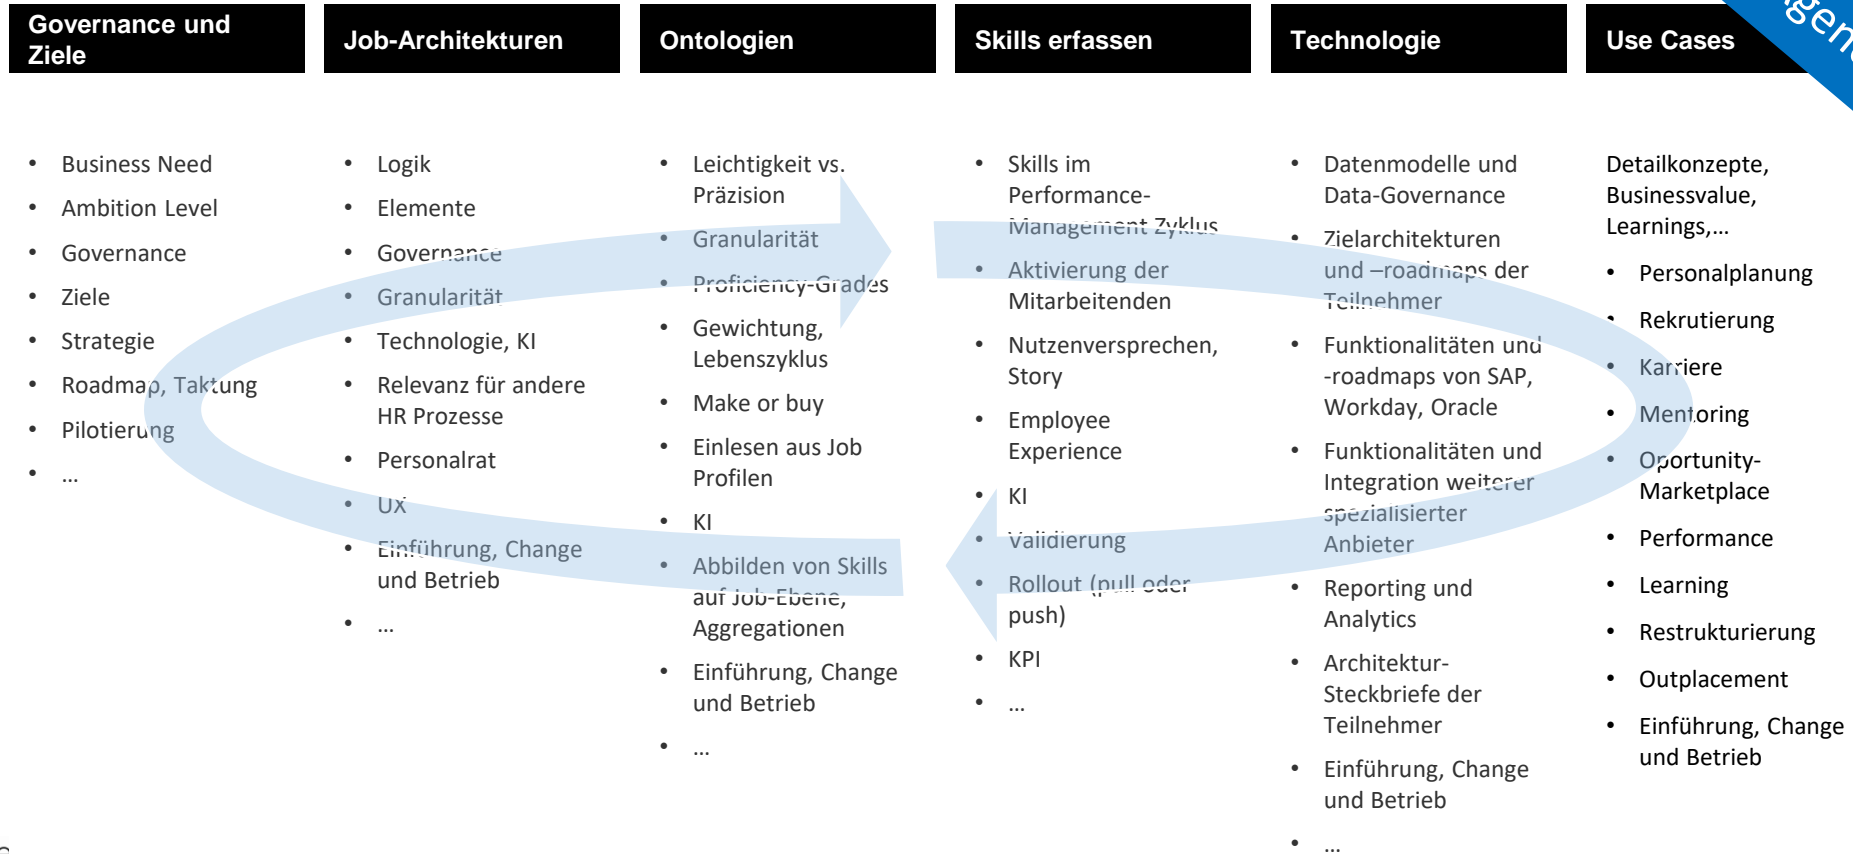 Governance und
Ziele
Job-Architekturen
Ontologien
Skills erfassen
Technologie
Use Cases
• Business Need
• Ambition Level
• Governance
• Ziele
• Strategie
• Roadmap, Taktung
• Pilotierung
• ...
• Logik
• Elemente
• Governance
• Granularität
• Technologie, KI
• Relevanz für andere
HR Prozesse
• Personalrat
• UX
• Einführung, Change
und Betrieb
• ...
• Leichtigkeit vs.
Präzision
• Granularität
• Proficiency-Grades
• Gewichtung,
Lebenszyklus
• Make or buy
• Einlesen aus Job
Profilen
• KI
• Abbilden von Skills
auf Job-Ebene,
Aggregationen
• Einführung, Change
und Betrieb
• ...
• Skills im
Performance-
Management Zyklus
• Aktivierung der
Mitarbeitenden
• Nutzenversprechen,
Story
• Employee
Experience
• KI
• Validierung
• Rollout (pull oder
push)
• KPI
• ...
• Datenmodelle und
Data-Governance
• Zielarchitekturen
und –roadmaps der
Teilnehmer
• Funktionalitäten und
-roadmaps von SAP,
Workday, Oracle
• Funktionalitäten und
Integration weiterer
spezialisierter
Anbieter
• Reporting und
Analytics
• Architektur-
Steckbriefe der
Teilnehmer
• Einführung, Change
und Betrieb
• ...
Detailkonzepte,
Businessvalue,
Learnings,...
• Personalplanung
• Rekrutierung
• Karriere
• Mentoring
• Oportunity-
Marketplace
• Performance
• Learning
• Restrukturierung
• Outplacement
• Einführung, Change
und Betrieb